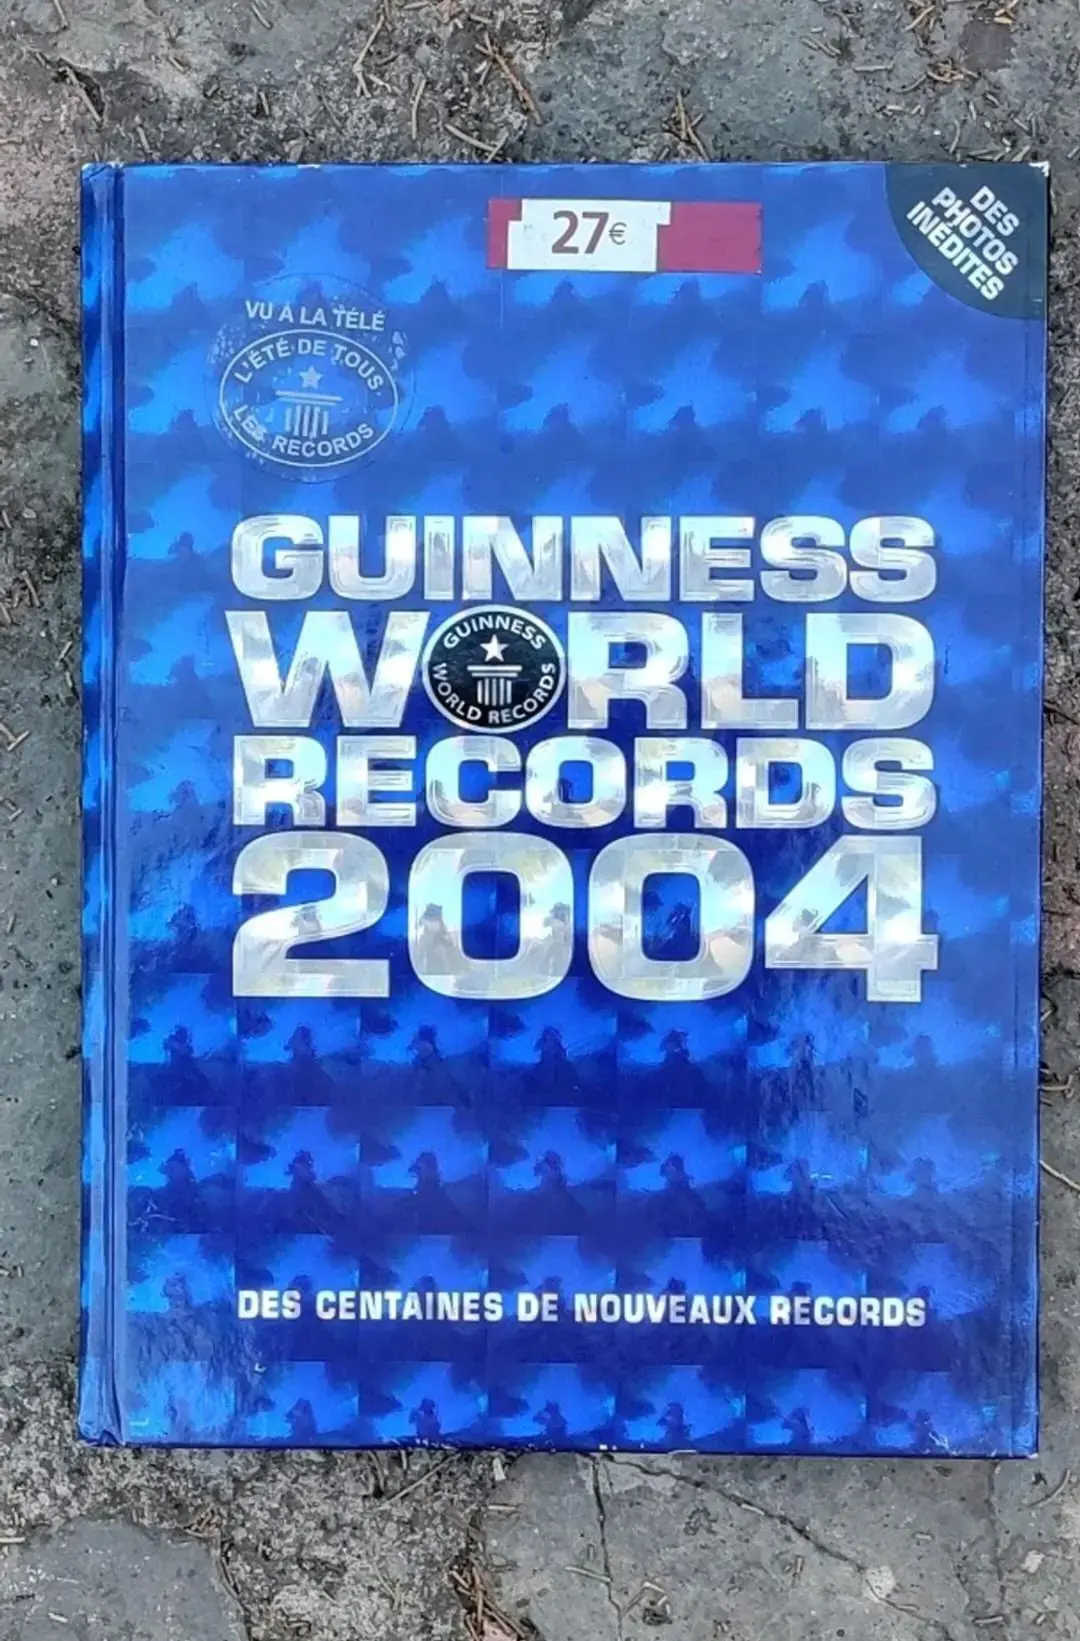 27€
DES
PHOTOS
INÉDITES
VU À LA TÉLÉ
L'ÉTÉ DE TOUS
LES RECORDS
GUINNESS
WORLD
GUINNESS
WORLD RECORDS
RECORDS
2004
DES CENTAINES DE NOUVEAUX RECORDS